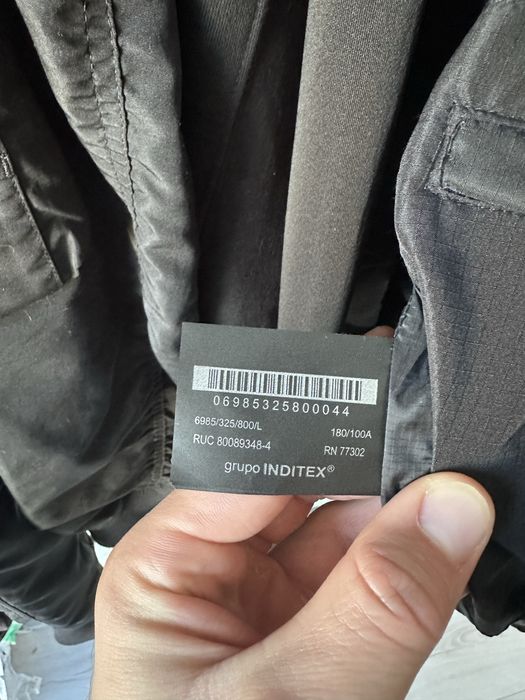 06985325800044
6985/325/800/L
180/100A
RUC 80089348-4
RN 77302
grupo INDITEX®